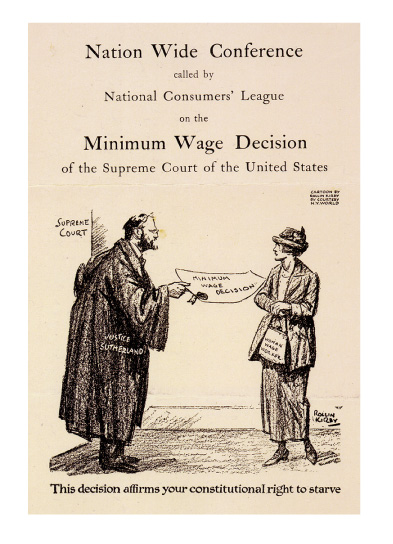 Nation Wide Conference
called by
National Consumers' League
on the
Minimum Wage Decision
of the Supreme Court of the United States
CARTOON BY
ROLLIN KIRBY
BY COURTESY
N.Y. WORLD
SUPREME
COURT
MINIMUM
WAGE
DECISION
JUSTICE
SUTHERLAND
WOMAN
WAGE
WORKER
ROLLIN
KIRBY
This decision affirms your constitutional right to starve